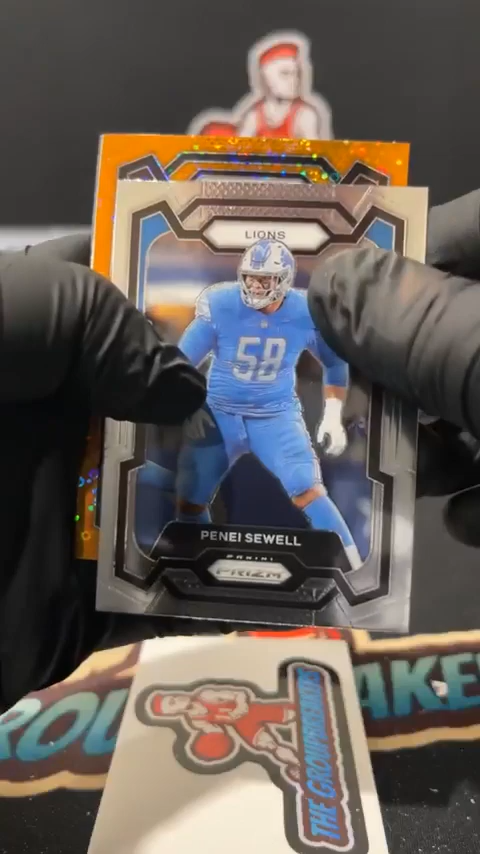 LIONS
58
PENEI SEWELL
PANINI
PRIZM
THE GROUPBREAKERS